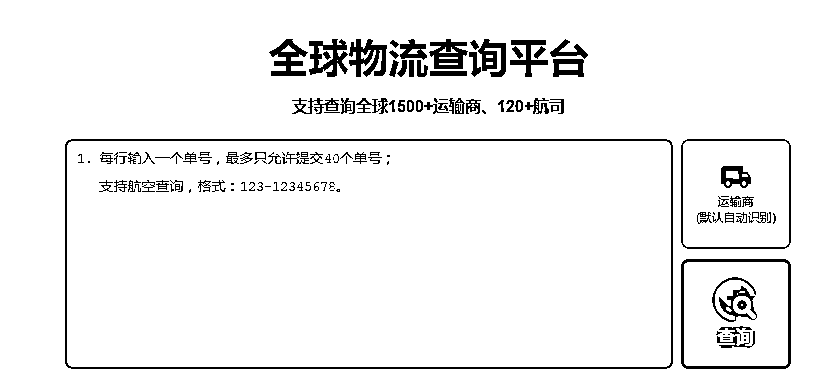 全球物流查询平台
支持查询全球1500+运输商、120+航司
1. 每行输入一个单号，最多只允许提交40个单号；
支持航空查询，格式：123-12345678。
运输商
(默认自动识别)
查询